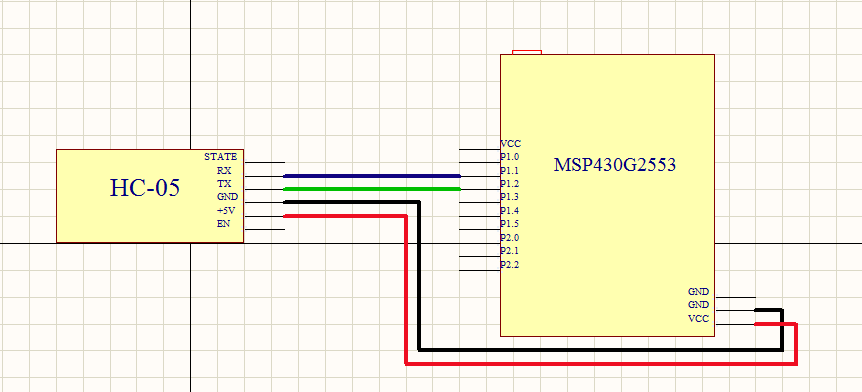 HC-05
STATE
RX
TX
GND
+5V
EN
MSP430G2553
VCC
P1.0
P1.1
P1.2
P1.3
P1.4
P1.5
P2.0
P2.1
P2.2
GND
GND
VCC